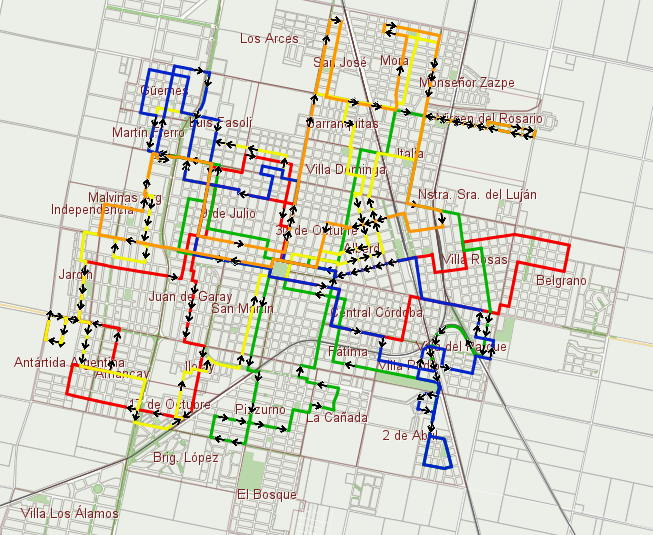 Los Arces
San José
Mora
Monseñor Zazpe
Güemes
Virgen del Rosario
Barranquitas
Martín Fierro
Luis Fasoli
Italia
Villa Dominga
Nstra. Sra. del Luján
Malvinas Arg
Independencia
9 de Julio
30 de Octubre
Alberdi
Villa Rosas
Jardín
Belgrano
Juan de Garay
San Martín
Central Córdoba
Fátima
Villa del Parque
Antártida Argentina
Villa Podio
Amancay
17 de Octubre
Pizzurno
La Cañada
2 de Abril
Brig. López
El Bosque
Villa Los Álamos